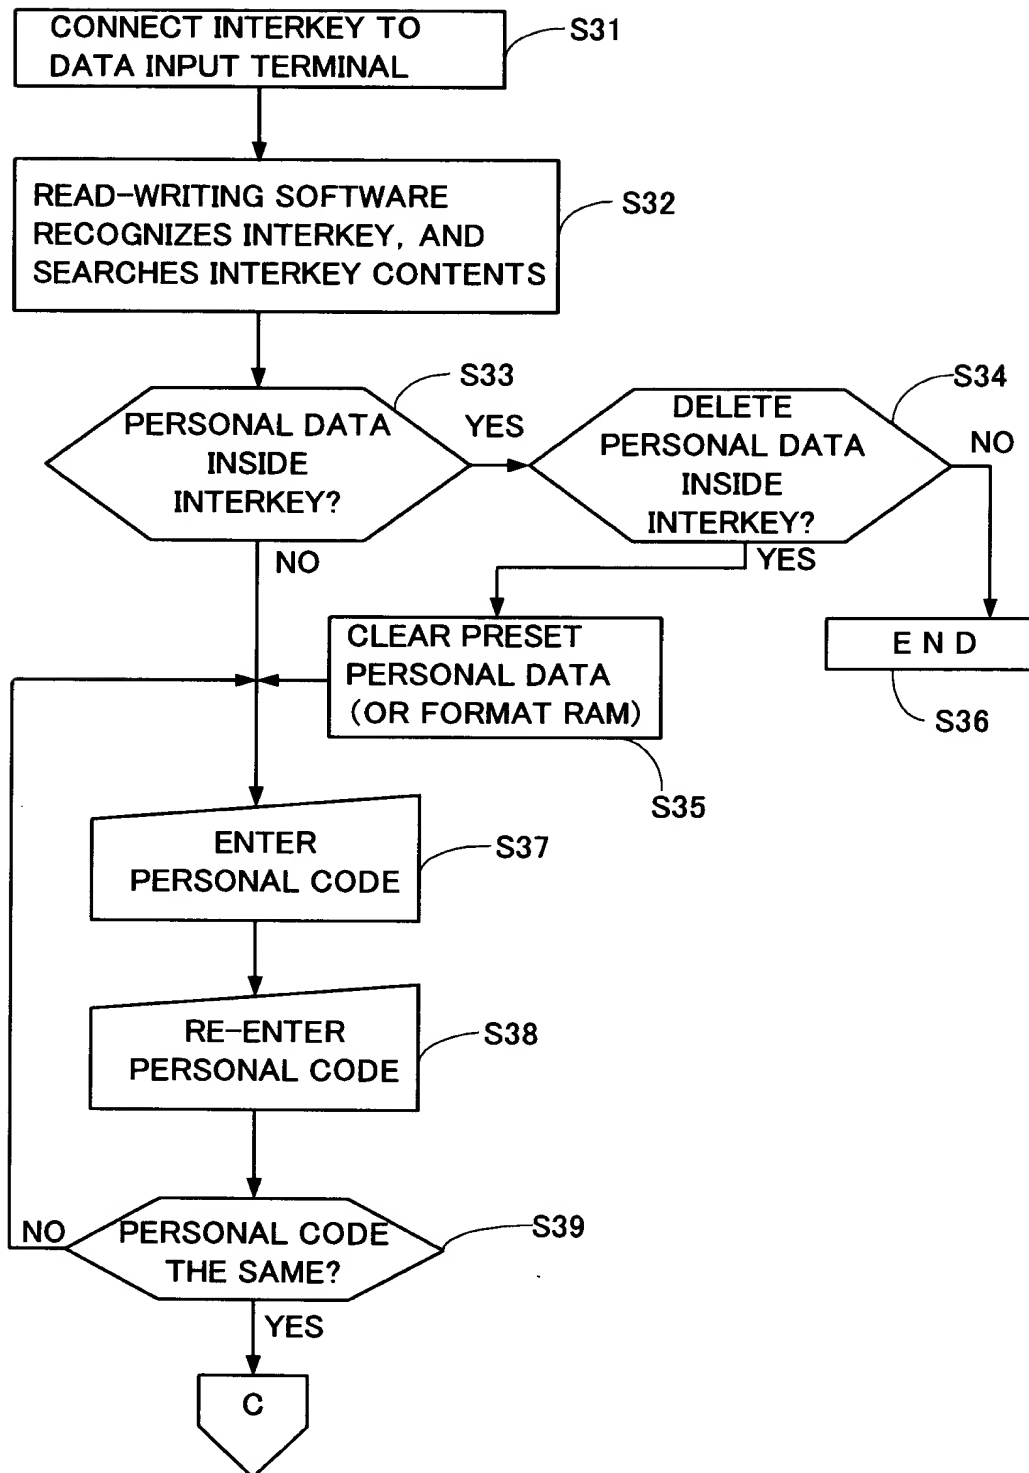 CONNECT INTERKEY TO
DATA INPUT TERMINAL
S31
READ-WRITING SOFTWARE
RECOGNIZES INTERKEY, AND
SEARCHES INTERKEY CONTENTS
S32
PERSONAL DATA
INSIDE
INTERKEY?
S33
YES
NO
DELETE
PERSONAL DATA
INSIDE
INTERKEY?
S34
NO
YES
CLEAR PRESET
PERSONAL DATA
(OR FORMAT RAM)
S35
END
S36
ENTER
PERSONAL CODE
S37
RE-ENTER
PERSONAL CODE
S38
PERSONAL CODE
THE SAME?
S39
NO
YES
C